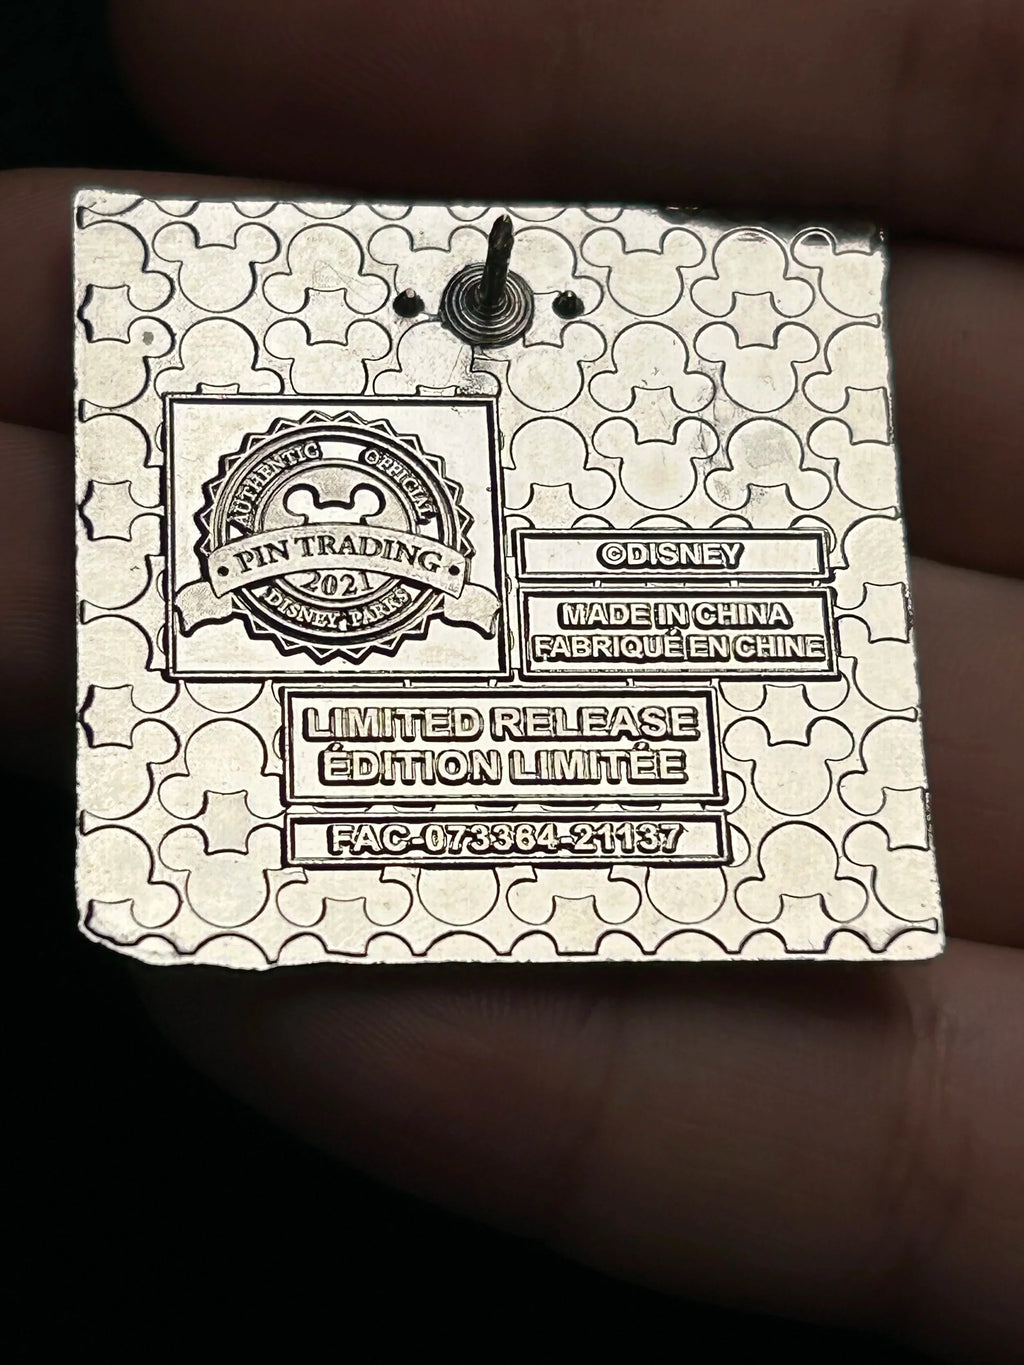 AUTHENTIC OFFICIAL
PIN TRADING
2021
DISNEY PARKS
©DISNEY
MADE IN CHINA
FABRIQUÉ EN CHINE
LIMITED RELEASE
ÉDITION LIMITÉE
FAC-073364-21137